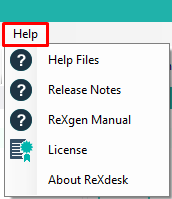 Help
Help Files
Release Notes
ReXgen Manual
License
About ReXdesk